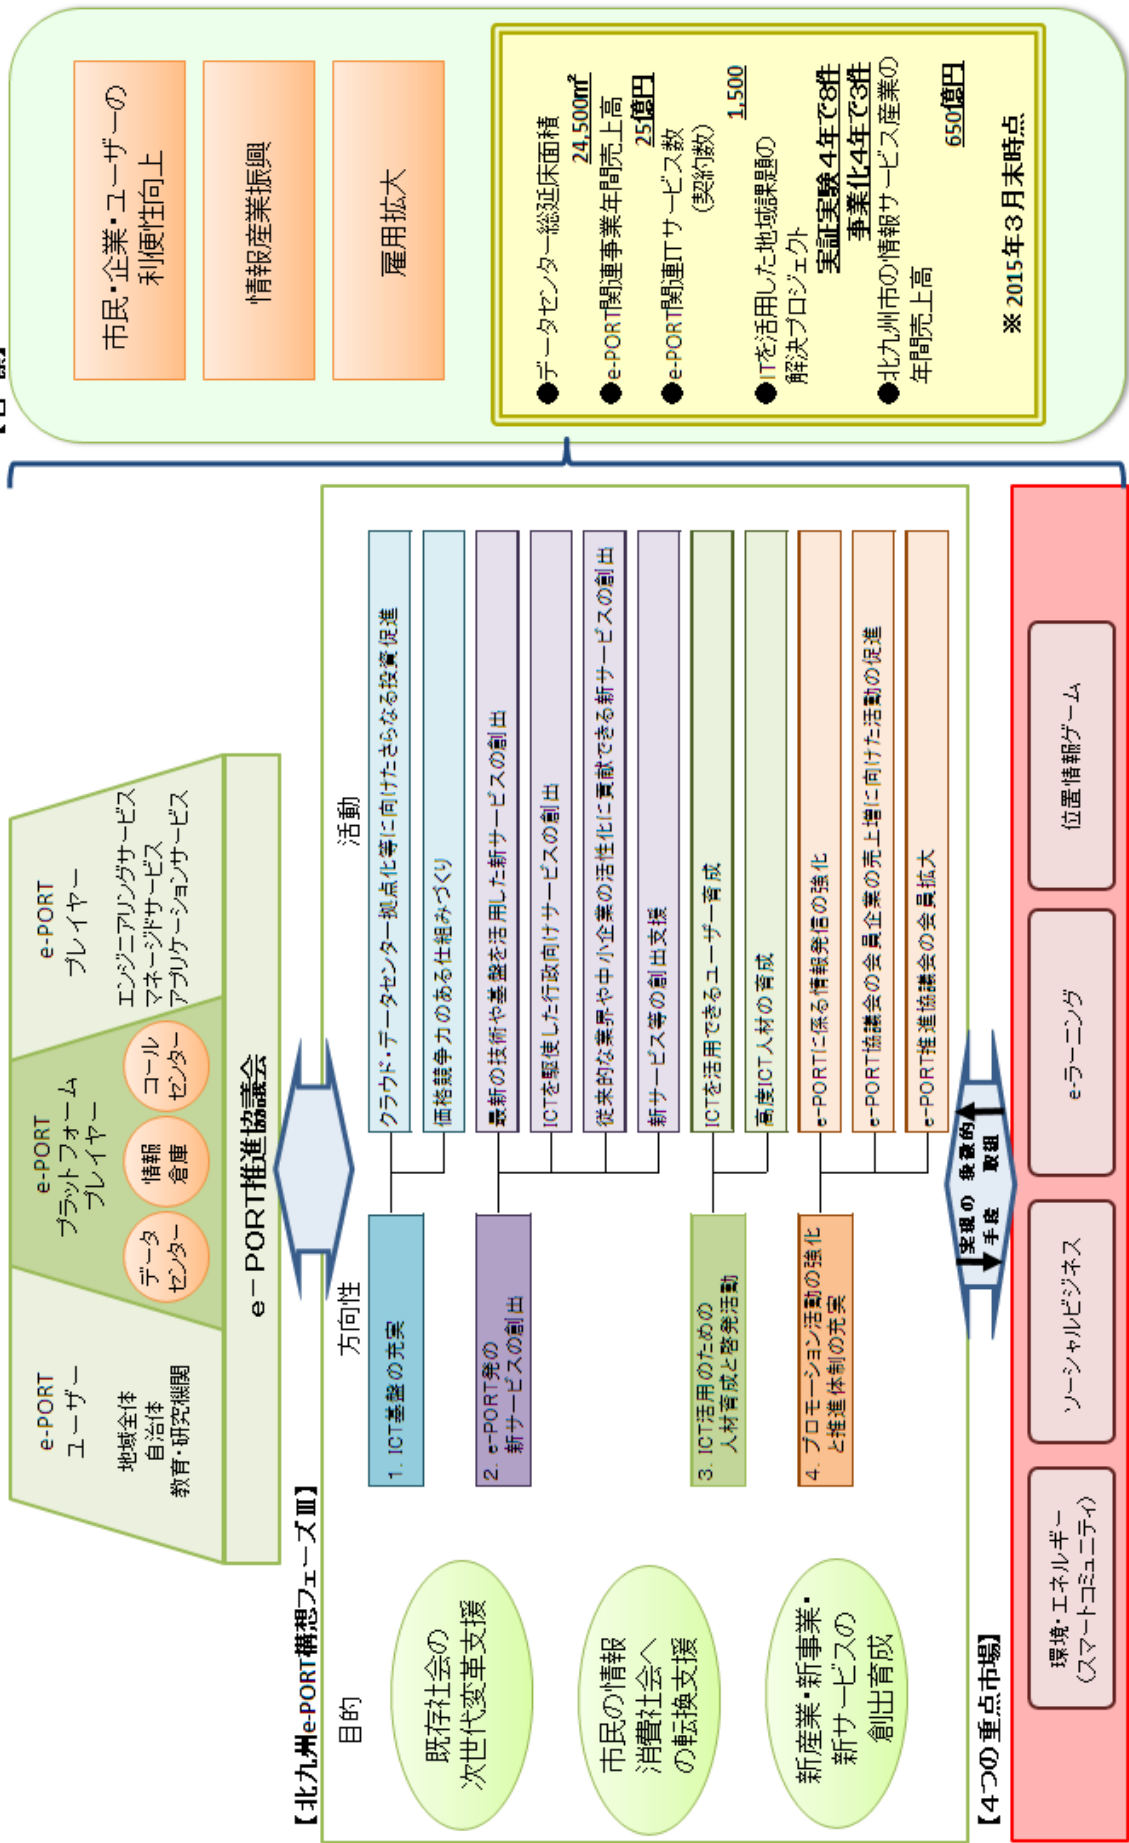 e-PORT
ユーザー
地域全体
自治体
教育・研究機関
e-PORT
プラットフォーム
プレイヤー
データ
センター
情報
倉庫
コール
センター
e-PORT
プレイヤー
エンジニアリングサービス
マネージドサービス
アプリケーションサービス
e－PORT推進協議会
【北九州e-PORT構想フェーズⅢ】
目的
方向性
活動
既存社会の
次世代変革支援
市民の情報
消費社会へ
の転換支援
新産業・新事業・
新サービスの
創出育成
1. ICT基盤の充実
クラウド・データセンター拠点化等に向けたさらなる投資促進
価格競争力のある仕組みづくり
2. e-PORT発の
新サービスの創出
最新の技術や基盤を活用した新サービスの創出
ICTを駆使した行政向けサービスの創出
従来的な業界や中小企業の活性化に貢献できる新サービスの創出
新サービス等の創出支援
3. ICT活用のための
人材育成と啓発活動
ICTを活用できるユーザー育成
高度ICT人材の育成
4. プロモーション活動の強化
と推進体制の充実
e-PORTに係る情報発信の強化
e-PORT協議会の会員企業の売上増に向けた活動の促進
e-PORT推進協議会の会員拡大
実現の
手段
取組
【4つの重点市場】
環境・エネルギー
（スマートコミュニティ）
ソーシャルビジネス
e-ラーニング
位置情報ゲーム
市民・企業・ユーザーの
利便性向上
情報産業振興
雇用拡大
●データセンター総延床面積
24,500㎡
●e-PORT関連事業年間売上高
25億円
●e-PORT関連ITサービス数
（契約数）
1,500
●ITを活用した地域課題の
解決プロジェクト
実証実験4年で8件
事業化4年で3件
●北九州市の情報サービス産業の
年間売上高
650億円
※2015年3月末時点